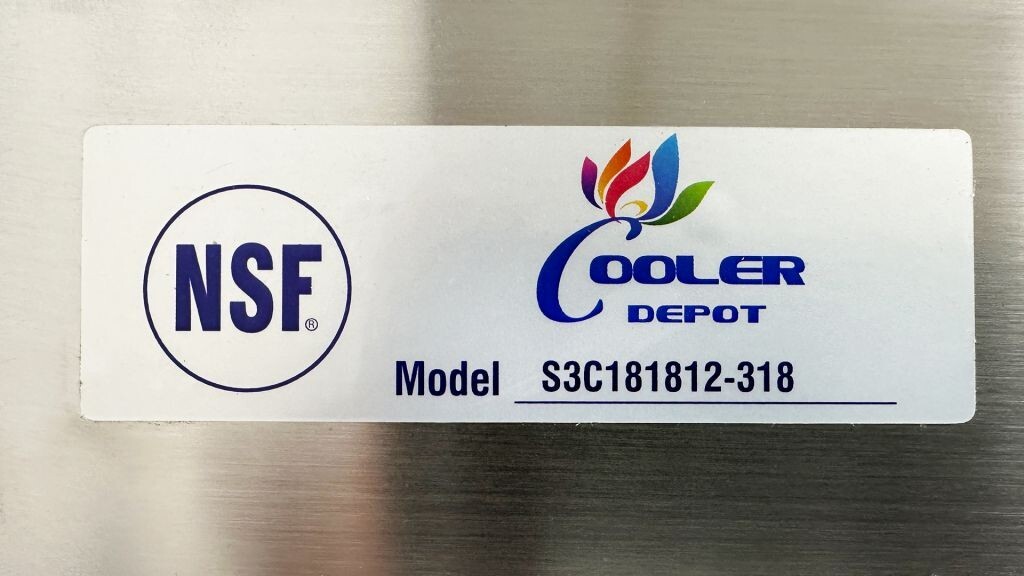 NSF®
COOLER
DEPOT
Model S3C181812-318